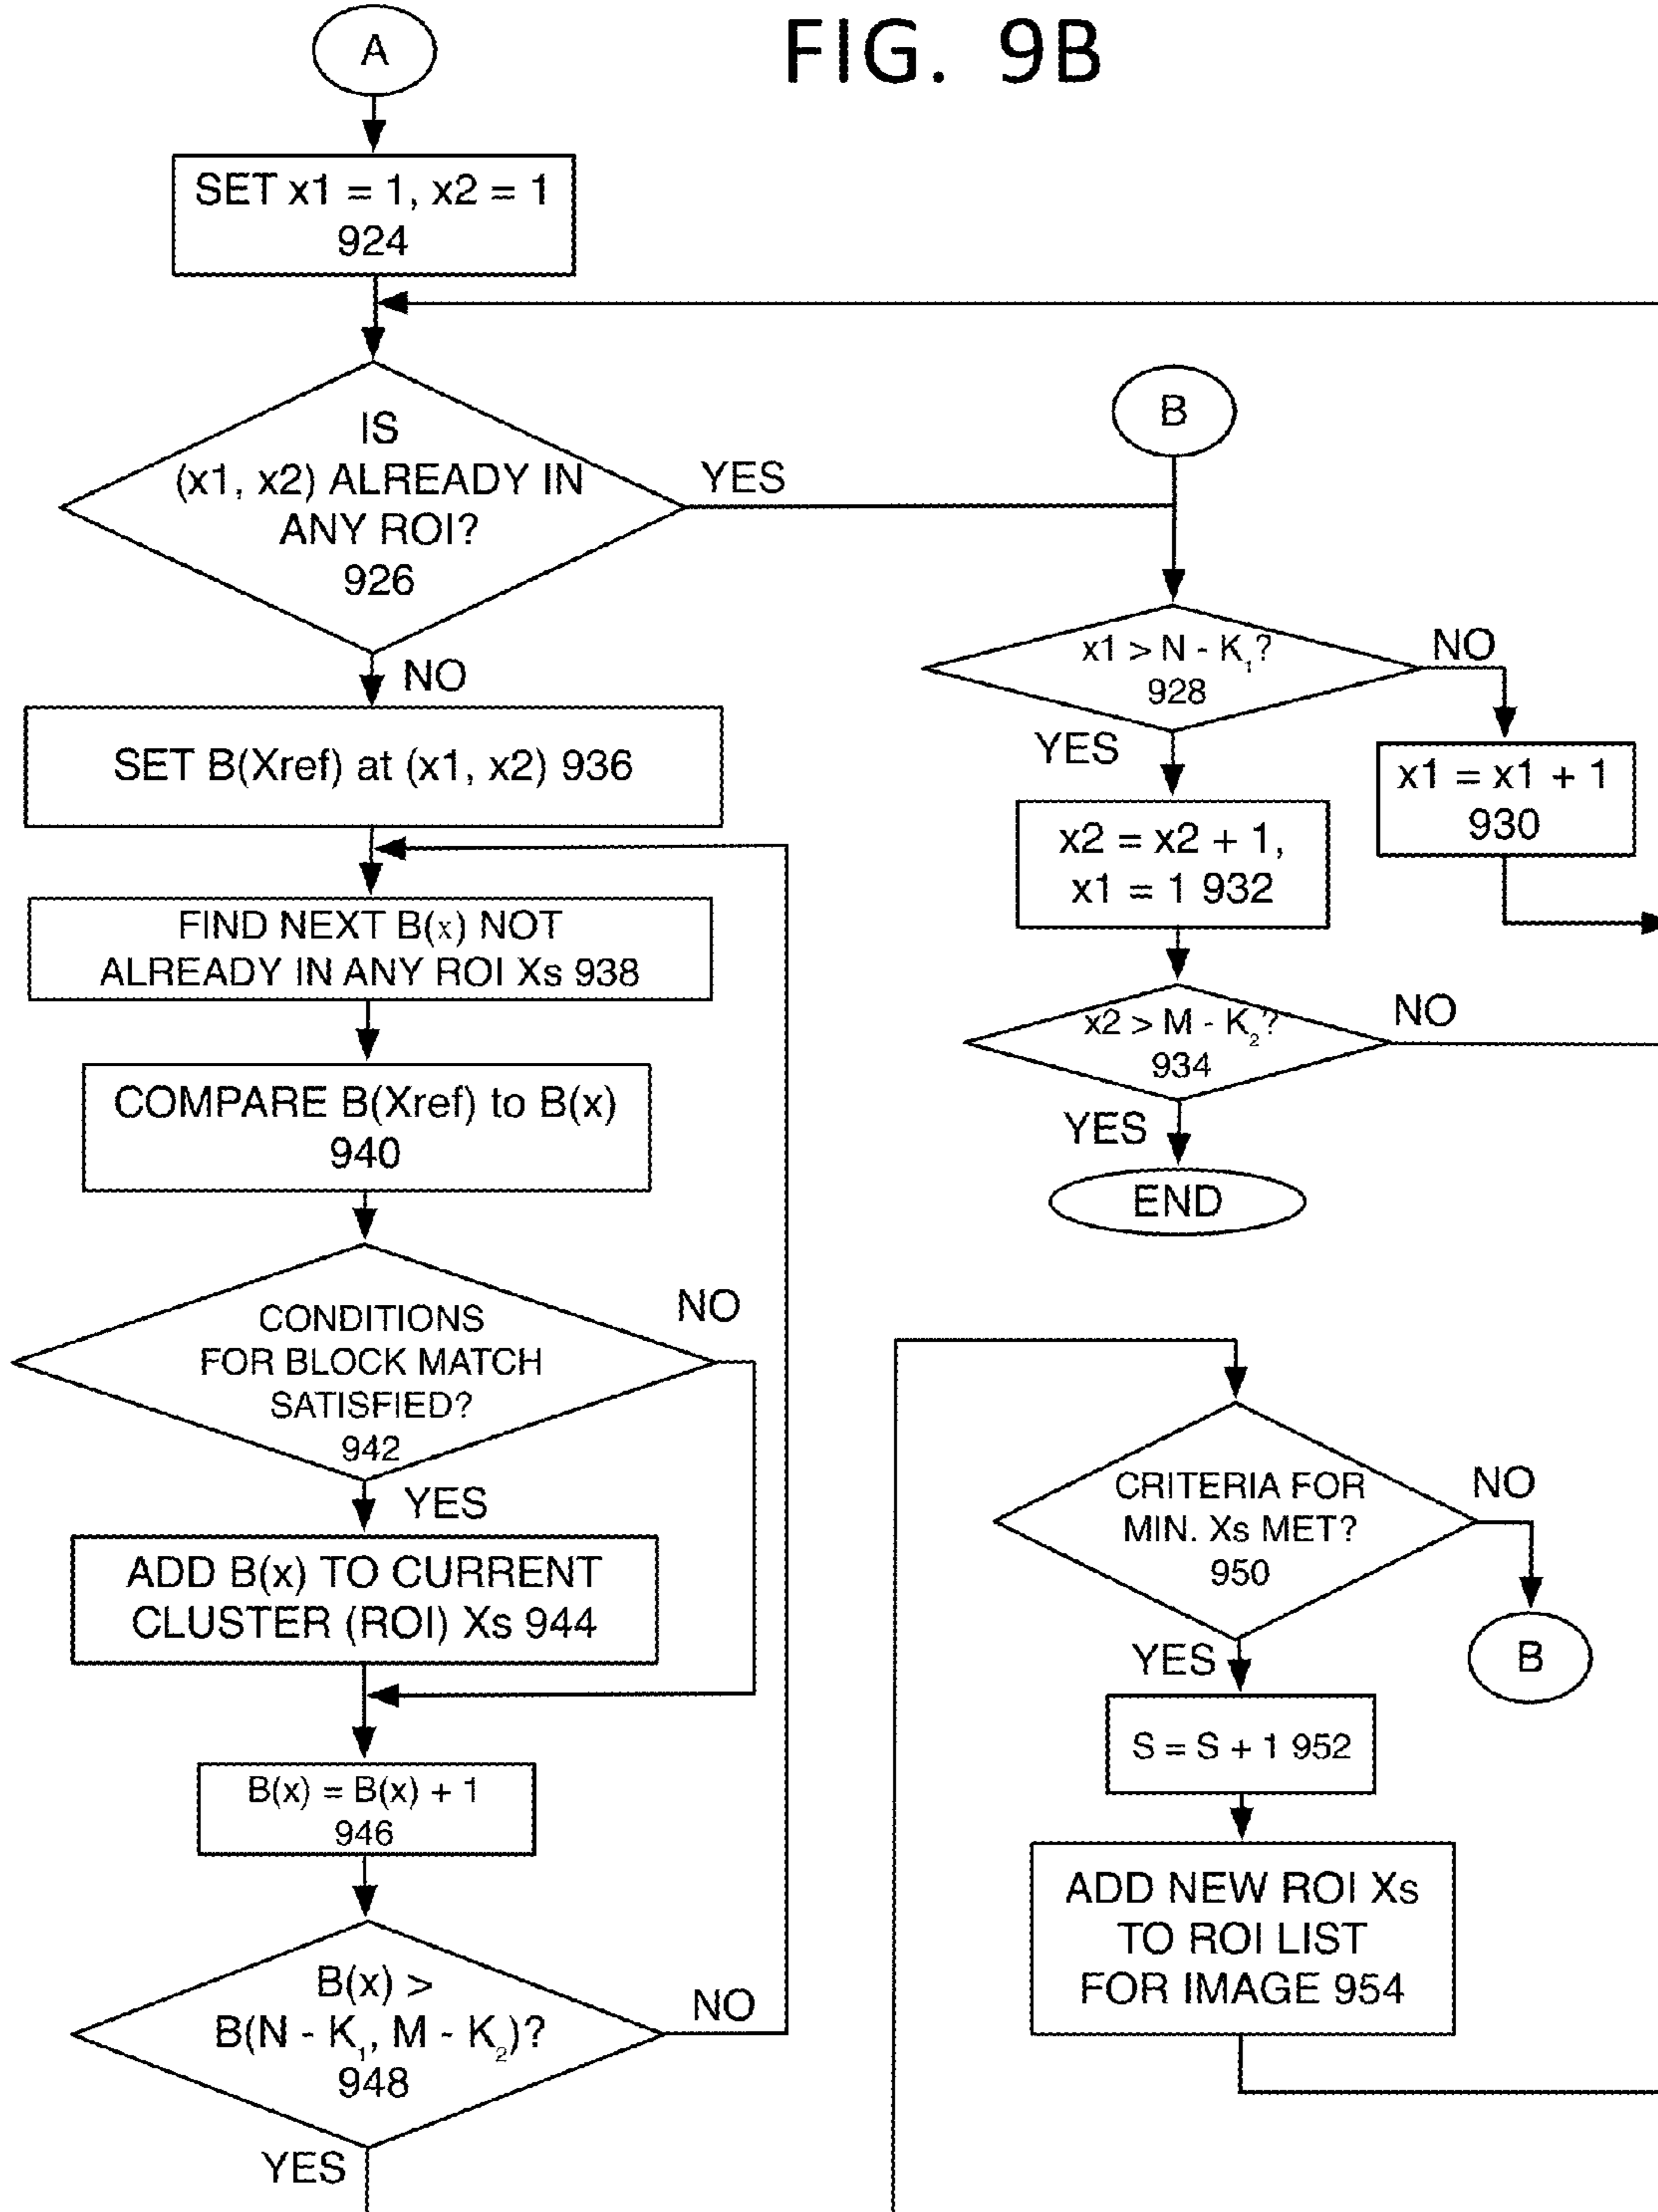 FIG. 9B
A
SET x1 = 1, x2 = 1
924
IS
(x1, x2) ALREADY IN
ANY ROI?
926
YES
NO
B
x1 > N - K₁?
928
NO
YES
x1 = x1 + 1
930
x2 = x2 + 1,
x1 = 1 932
x2 > M - K₂?
934
NO
YES
END
SET B(Xref) at (x1, x2) 936
FIND NEXT B(x) NOT
ALREADY IN ANY ROI Xs 938
COMPARE B(Xref) to B(x)
940
CONDITIONS
FOR BLOCK MATCH
SATISFIED?
942
NO
YES
ADD B(x) TO CURRENT
CLUSTER (ROI) Xs 944
B(x) = B(x) + 1
946
B(x) >
B(N - K₁, M - K₂)?
948
NO
YES
CRITERIA FOR
MIN. Xs MET?
950
NO
B
YES
S = S + 1 952
ADD NEW ROI Xs
TO ROI LIST
FOR IMAGE 954